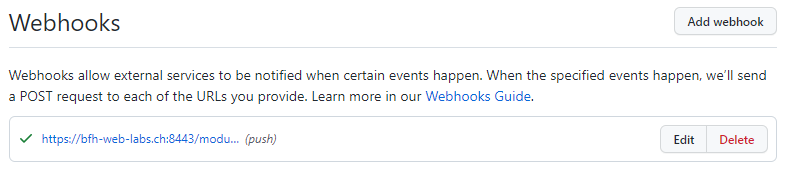 Webhooks
Add webhook
Webhooks allow external services to be notified when certain events happen. When the specified events happen, we’ll send
a POST request to each of the URLs you provide. Learn more in our Webhooks Guide.
https://bfh-web-labs.ch:8443/modu... (push)
Edit
Delete